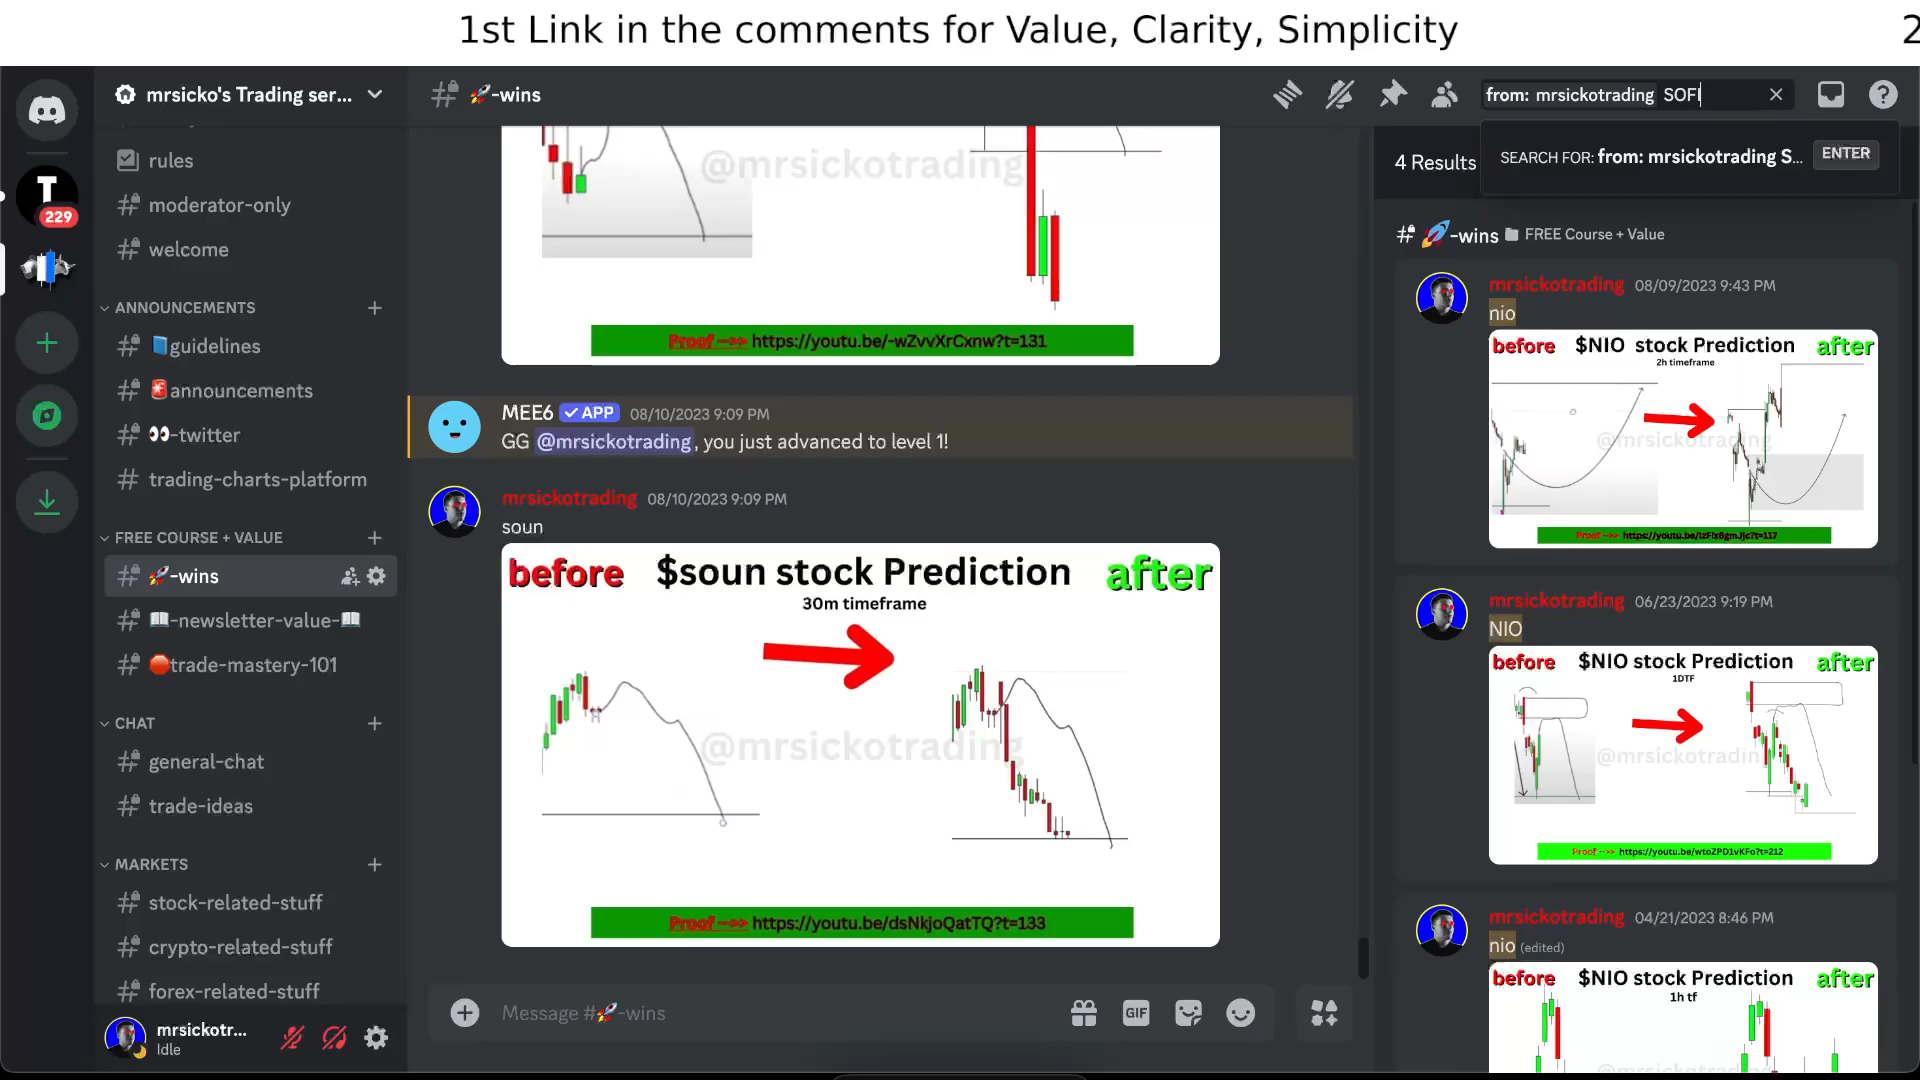 1st Link in the comments for Value, Clarity, Simplicity
2
mrsicko's Trading ser...
rules
moderator-only
welcome
ANNOUNCEMENTS
guidelines
announcements
-twitter
trading-charts-platform
FREE COURSE + VALUE
-wins
-newsletter-value-
trade-mastery-101
CHAT
general-chat
trade-ideas
MARKETS
stock-related-stuff
crypto-related-stuff
forex-related-stuff
mrsickotr...
Idle
T
229
-wins
@mrsickotrading
Proof -->> https://youtu.be/-wZvvXrCxnw?t=131
MEE6 APP 08/10/2023 9:09 PM
GG @mrsickotrading, you just advanced to level 1!
mrsickotrading 08/10/2023 9:09 PM
soun
before $soun stock Prediction after
30m timeframe
@mrsickotrading
Proof -->> https://youtu.be/dsNkjoQatTQ?t=133
Message #-wins
GIF
from: mrsickotrading SOFI
SEARCH FOR: from: mrsickotrading S... ENTER
4 Results
-wins FREE Course + Value
mrsickotrading 08/09/2023 9:43 PM
nio
before $NIO stock Prediction after
2h timeframe
@mrsickotrading
mrsickotrading 06/23/2023 9:19 PM
NIO
before $NIO stock Prediction after
1DTF
@mrsickotrading
Proof -->> https://youtu.be/wtoZPD1vKFo?t=212
mrsickotrading 04/21/2023 8:46 PM
nio (edited)
before $NIO stock Prediction after
1h tf